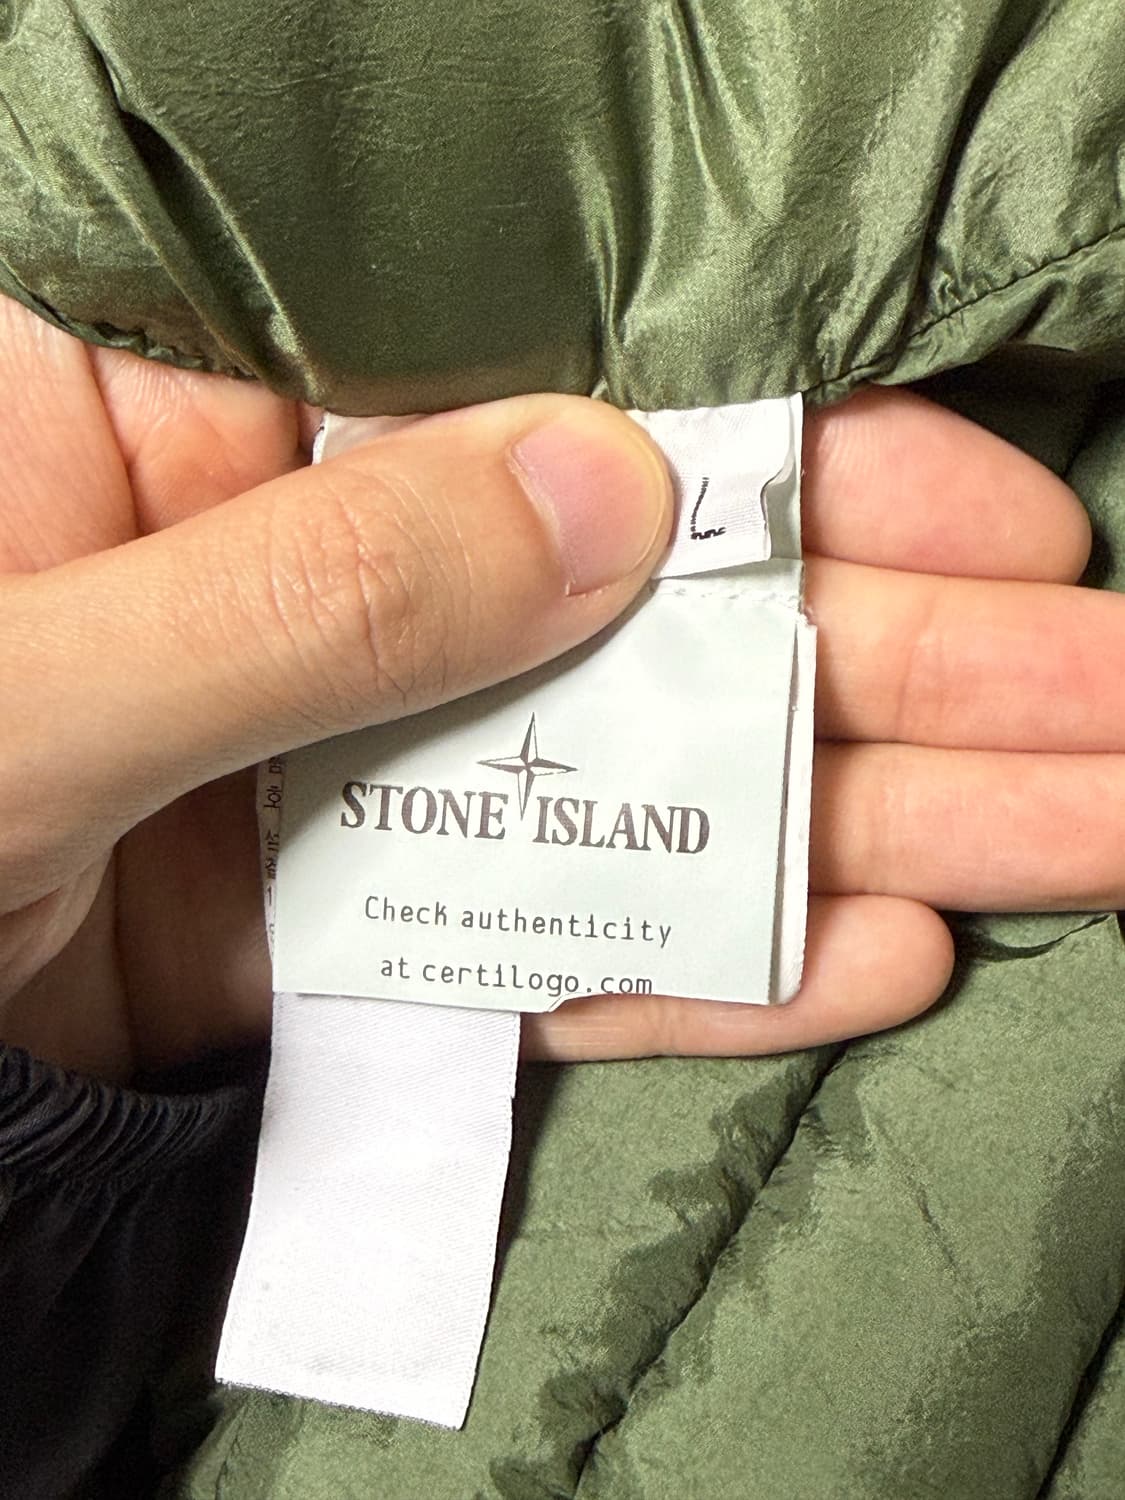 L
STONE ISLAND
Check authenticity
at certilogo.com